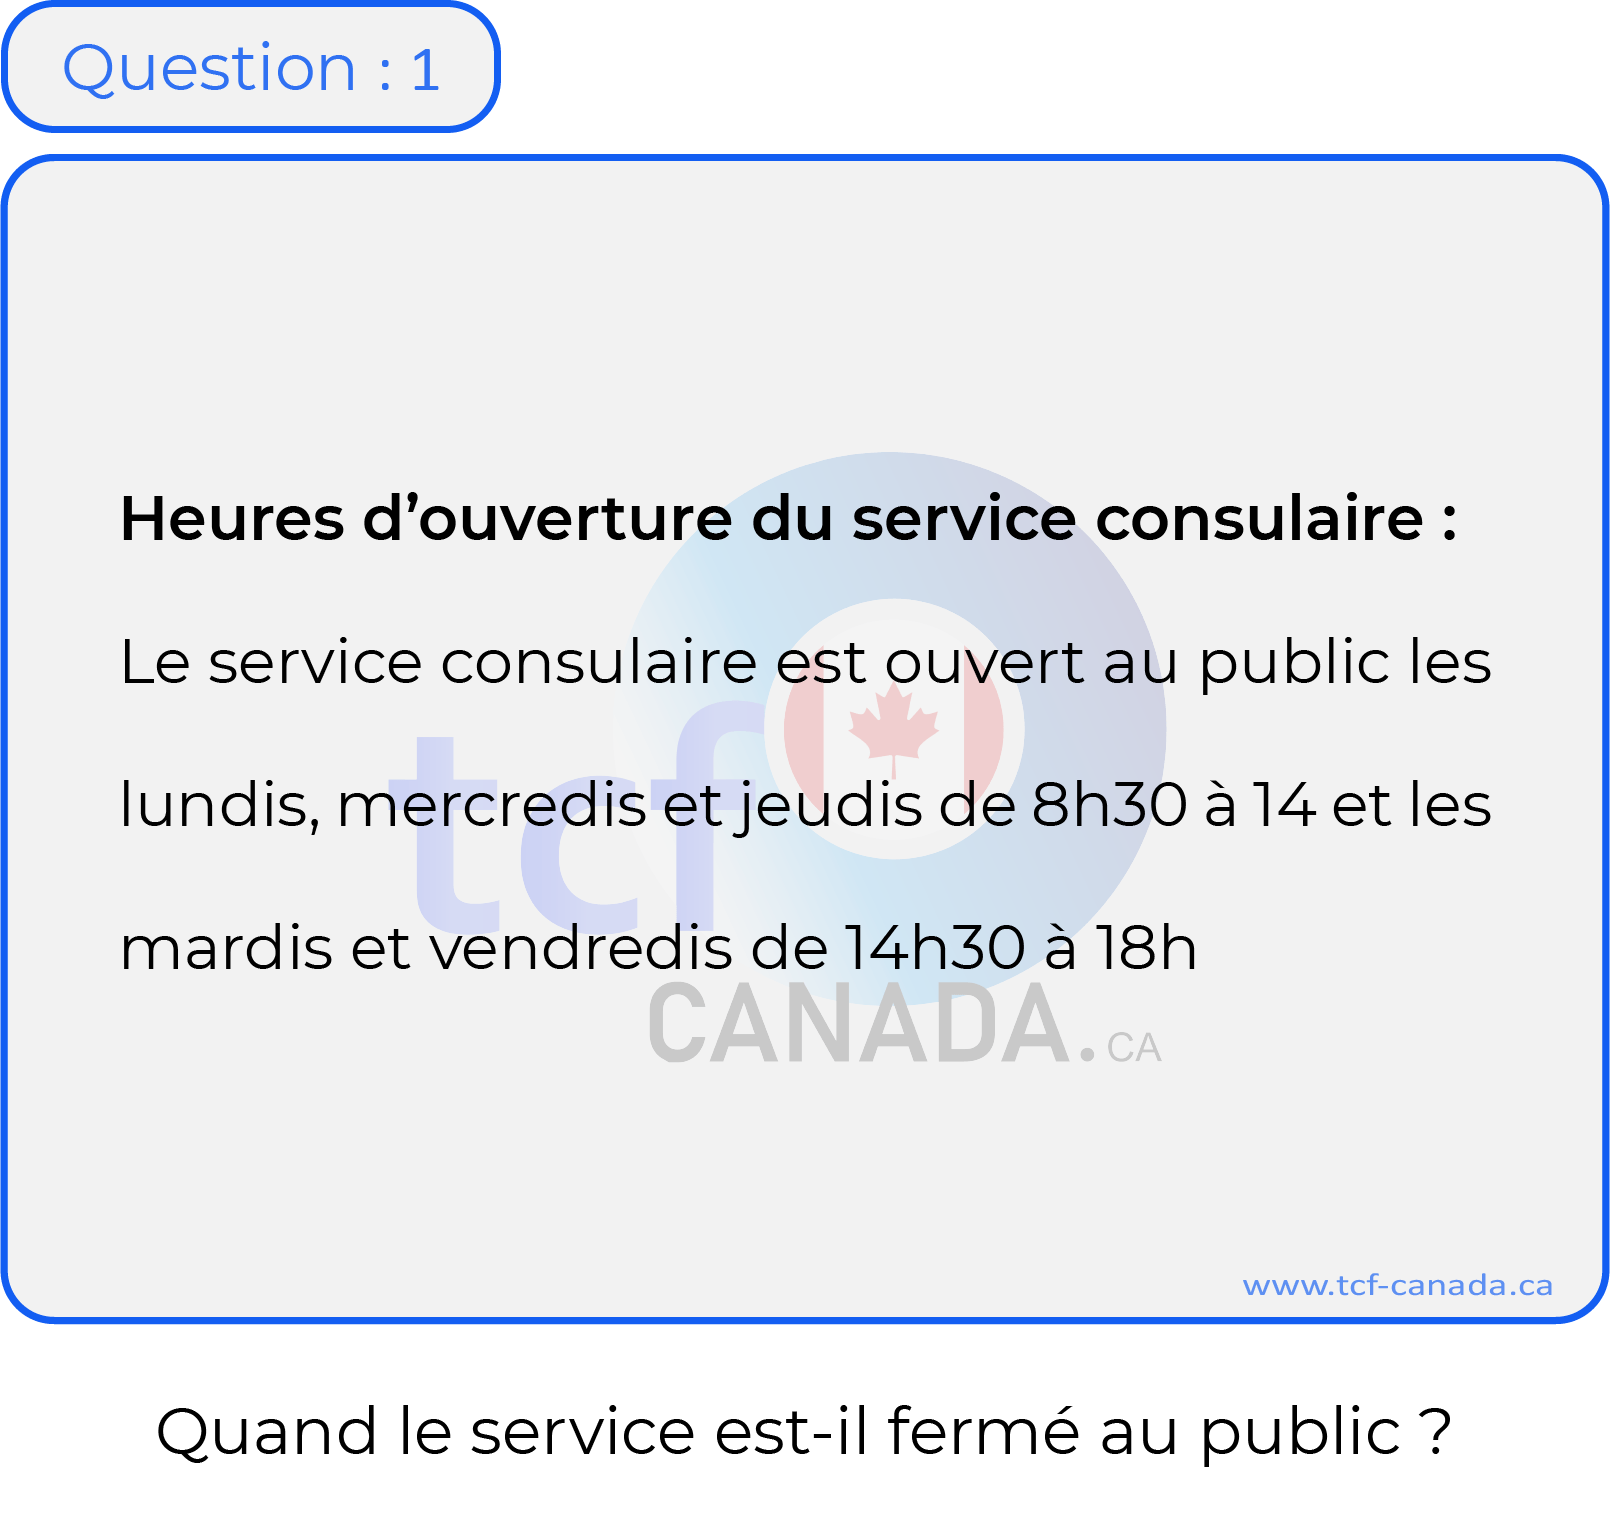 Question : 1
Heures d’ouverture du service consulaire :
Le service consulaire est ouvert au public les
lundis, mercredis et jeudis de 8h30 à 14 et les
mardis et vendredis de 14h30 à 18h
tcf
CANADA.CA
www.tcf-canada.ca
Quand le service est-il fermé au public ?